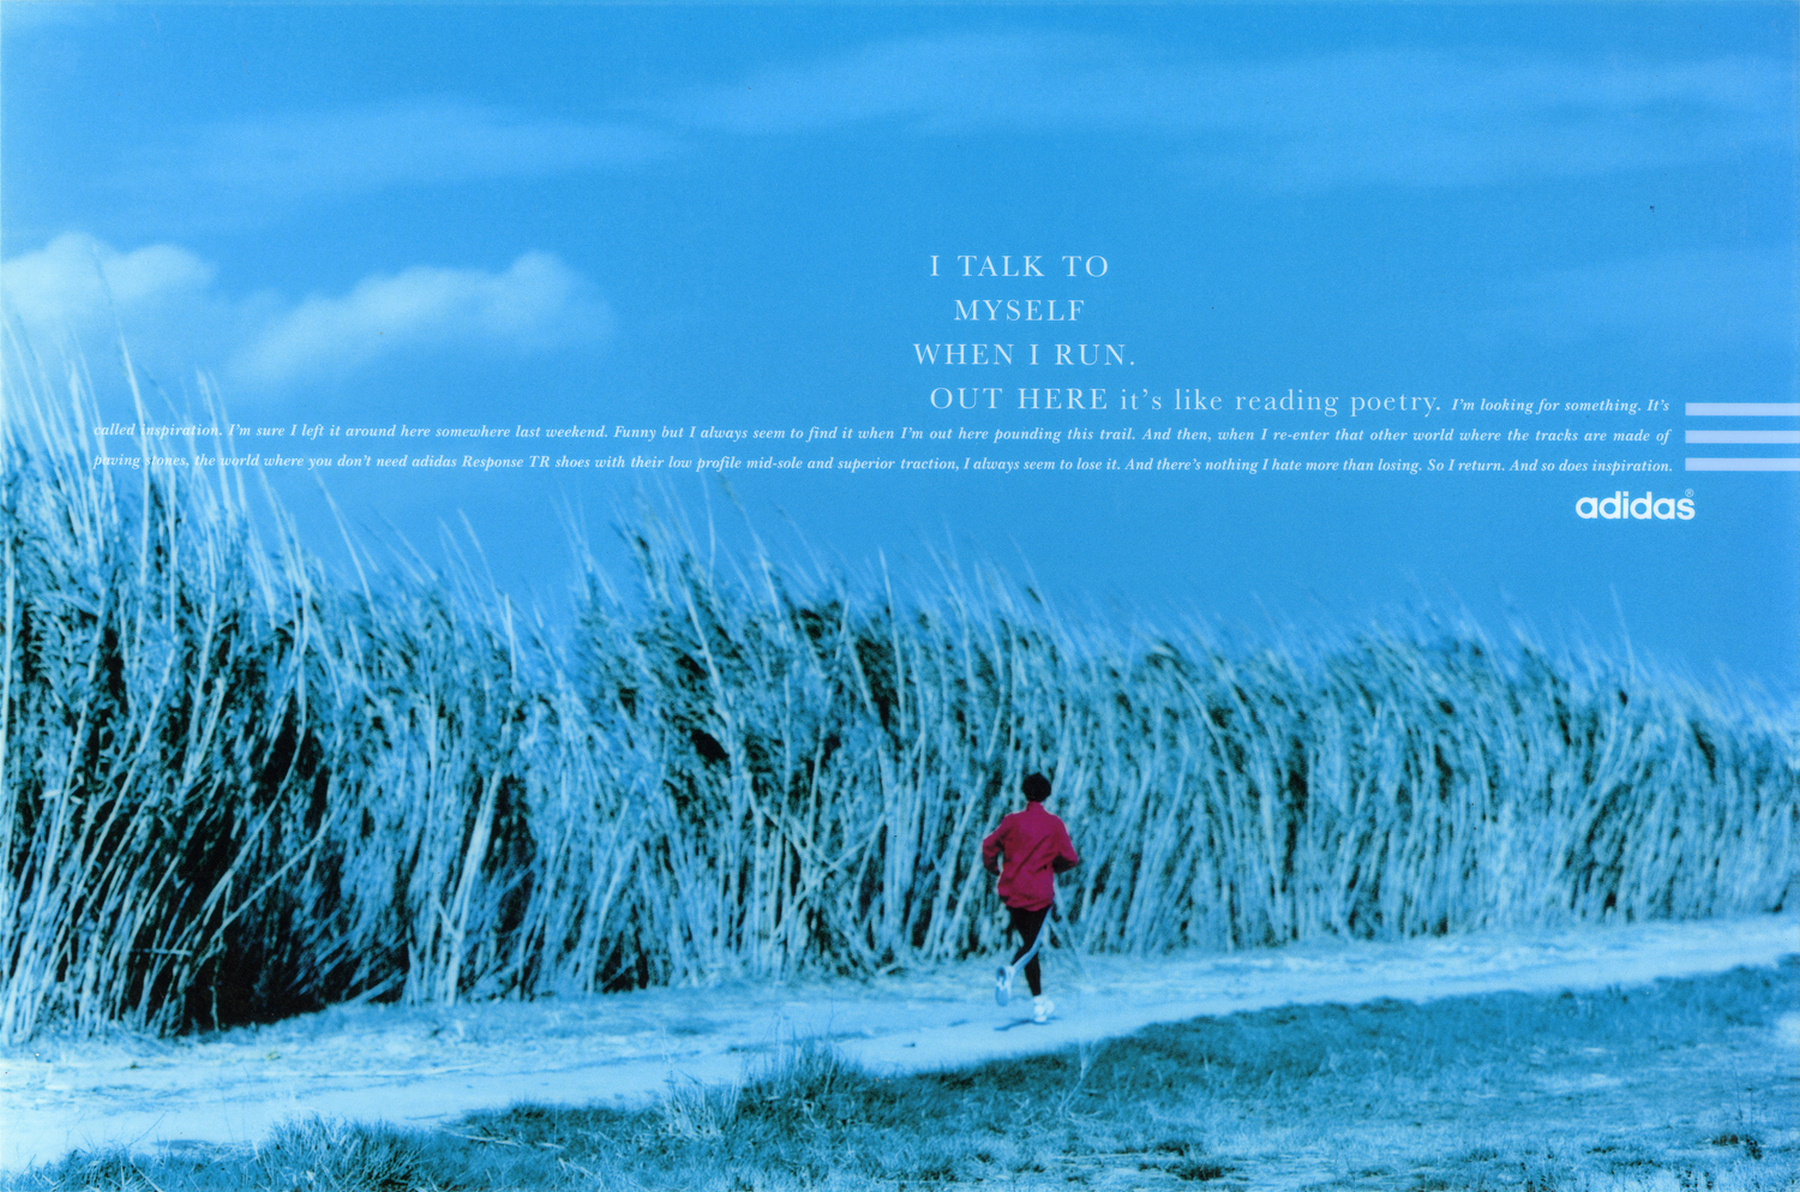 I TALK TO
MYSELF
WHEN I RUN.
OUT HERE it's like reading poetry. I'm looking for something. It's
called inspiration. I'm sure I left it around here somewhere last weekend. Funny but I always seem to find it when I'm out here pounding this trail. And then, when I re-enter that other world where the tracks are made of
paving stones, the world where you don't need adidas Response TR shoes with their low profile mid-sole and superior traction, I always seem to lose it. And there's nothing I hate more than losing. So I return. And so does inspiration.
adidas®